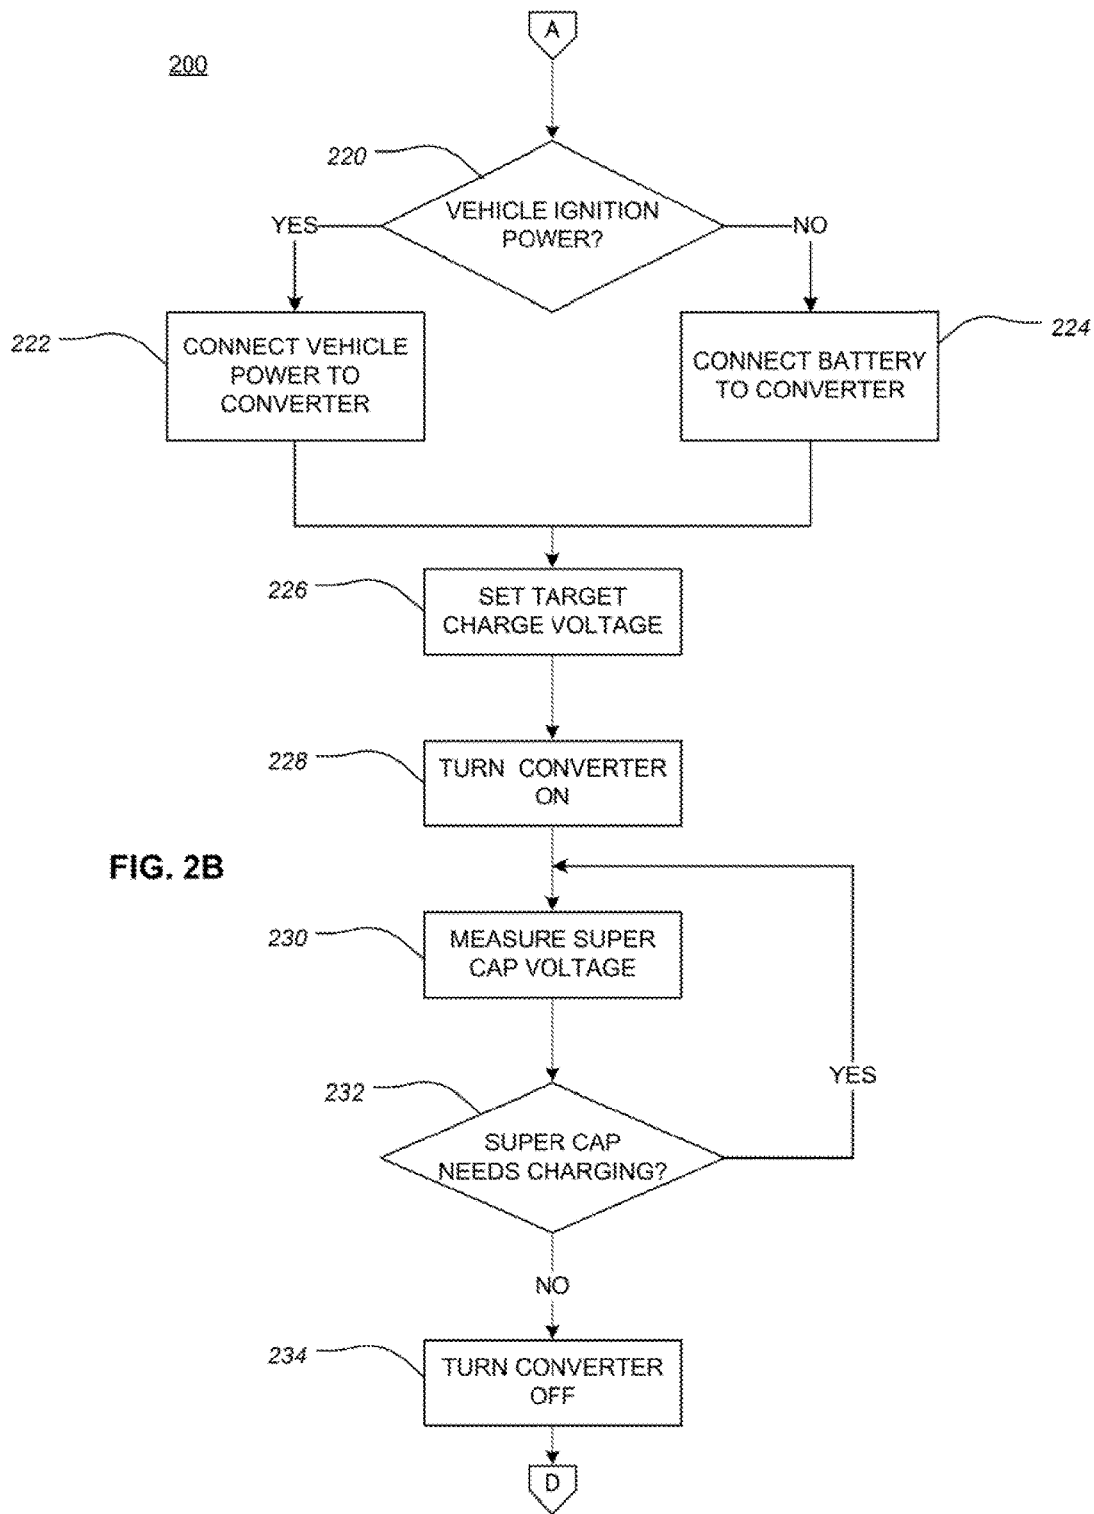 A
200
220
VEHICLE IGNITION
POWER?
YES
NO
222
CONNECT VEHICLE
POWER TO
CONVERTER
224
CONNECT BATTERY
TO CONVERTER
226
SET TARGET
CHARGE VOLTAGE
228
TURN CONVERTER
ON
FIG. 2B
230
MEASURE SUPER
CAP VOLTAGE
YES
232
SUPER CAP
NEEDS CHARGING?
NO
234
TURN CONVERTER
OFF
D